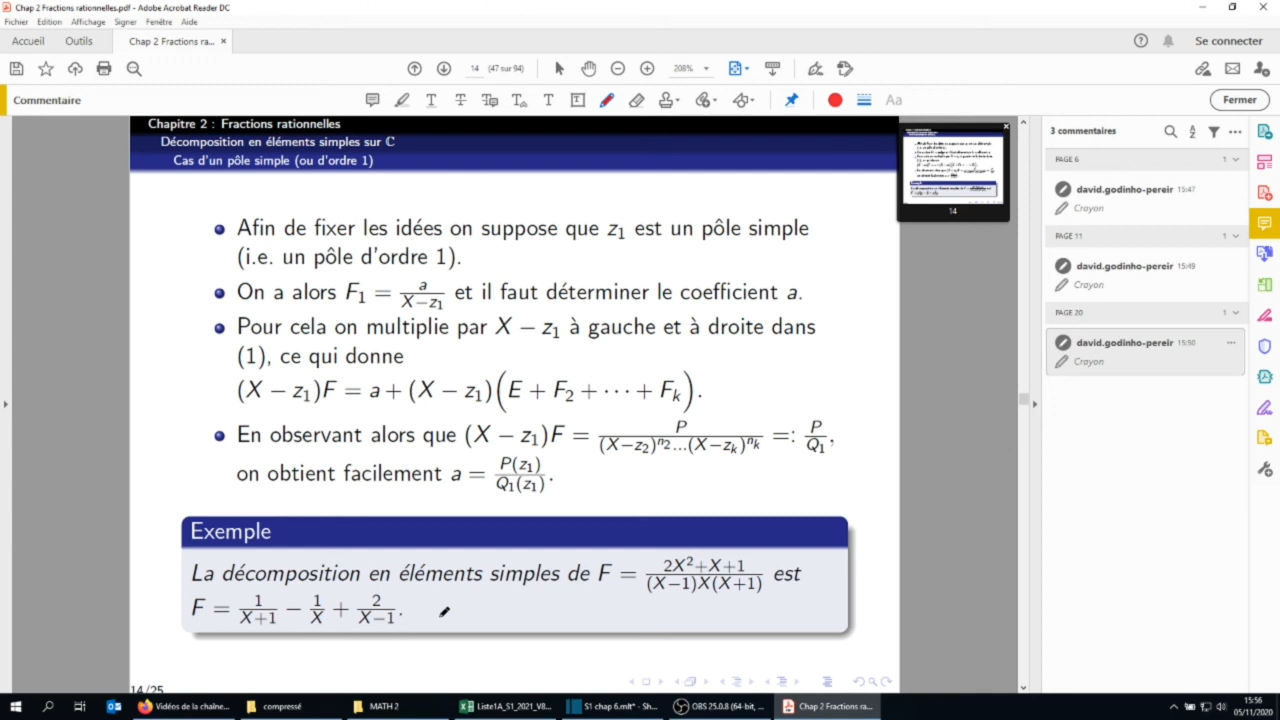 Chap 2 Fractions rationnelles.pdf - Adobe Acrobat Reader DC
Fichier Edition Affichage Signer Fenêtre Aide
Accueil Outils Chap 2 Fractions ra... × Se connecter
14 (47 sur 94) 208%
Commentaire Aa Fermer
Chapitre 2 : Fractions rationnelles
Décomposition en éléments simples sur ℂ
Cas d'un pôle simple (ou d'ordre 1)
Afin de fixer les idées on suppose que z₁ est un pôle simple
(i.e. un pôle d'ordre 1).
On a alors F₁ = a/(X−z₁) et il faut déterminer le coefficient a.
Pour cela on multiplie par X − z₁ à gauche et à droite dans
(1), ce qui donne
(X − z₁)F = a + (X − z₁)(E + F₂ + ⋯ + Fₖ).
En observant alors que (X − z₁)F = P/((X−z₂)^n₂...(X−zₖ)^nₖ) =: P/Q₁,
on obtient facilement a = P(z₁)/Q₁(z₁).
Exemple
La décomposition en éléments simples de F = (2X²+X+1)/((X−1)X(X+1)) est
F = 1/(X+1) − 1/X + 2/(X−1).
14/25
14
3 commentaires
PAGE 6 1
david.godinho-pereir 15:47
Crayon
PAGE 11 1
david.godinho-pereir 15:49
Crayon
PAGE 20 1
david.godinho-pereir 15:50
Crayon
Vidéos de la chaîne... compressé MATH 2 Liste1A_S1_2021_V8... S1 chap 6.mlt* - Sh... OBS 25.0.8 (64-bit, ... Chap 2 Fractions ra...
15:56
05/11/2020